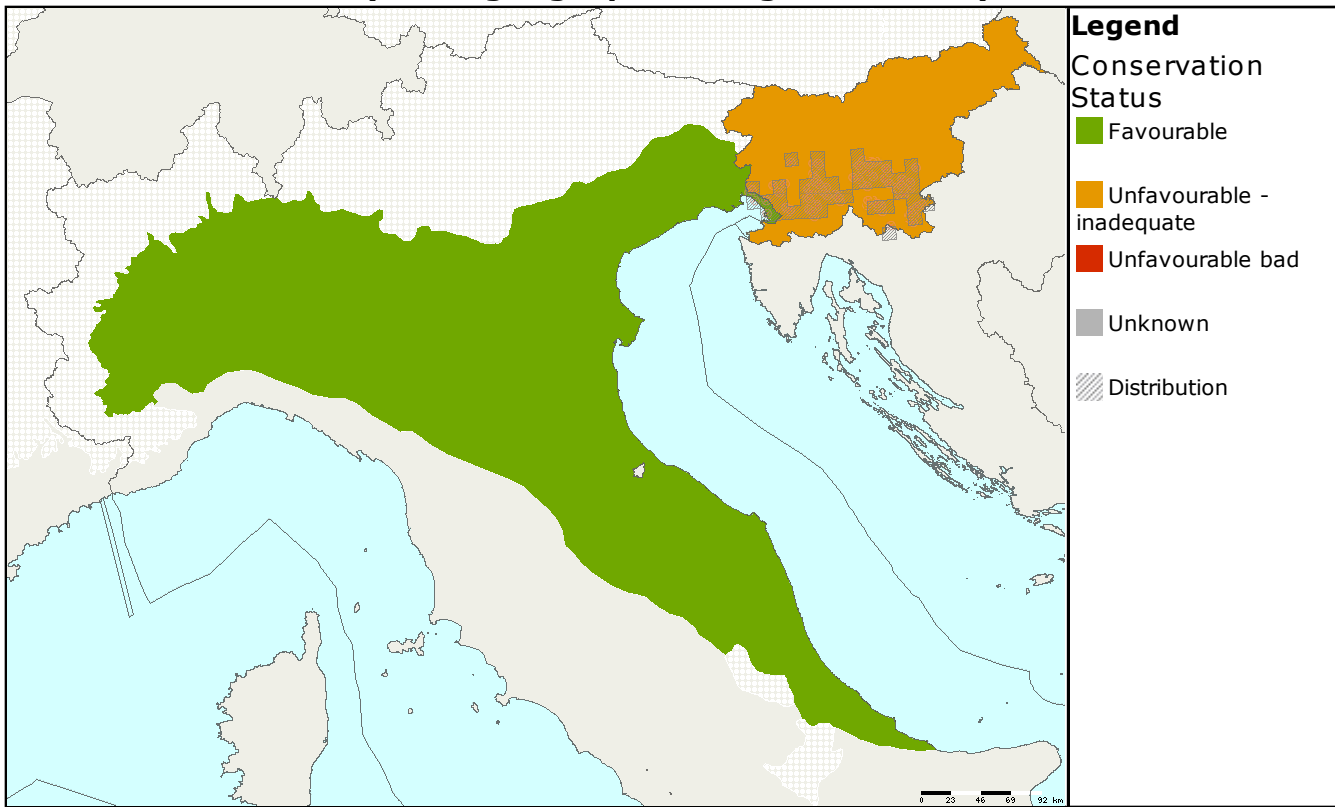 Legend
Conservation
Status
Favourable
Unfavourable -
inadequate
Unfavourable bad
Unknown
Distribution
0 23 46 69 92 km